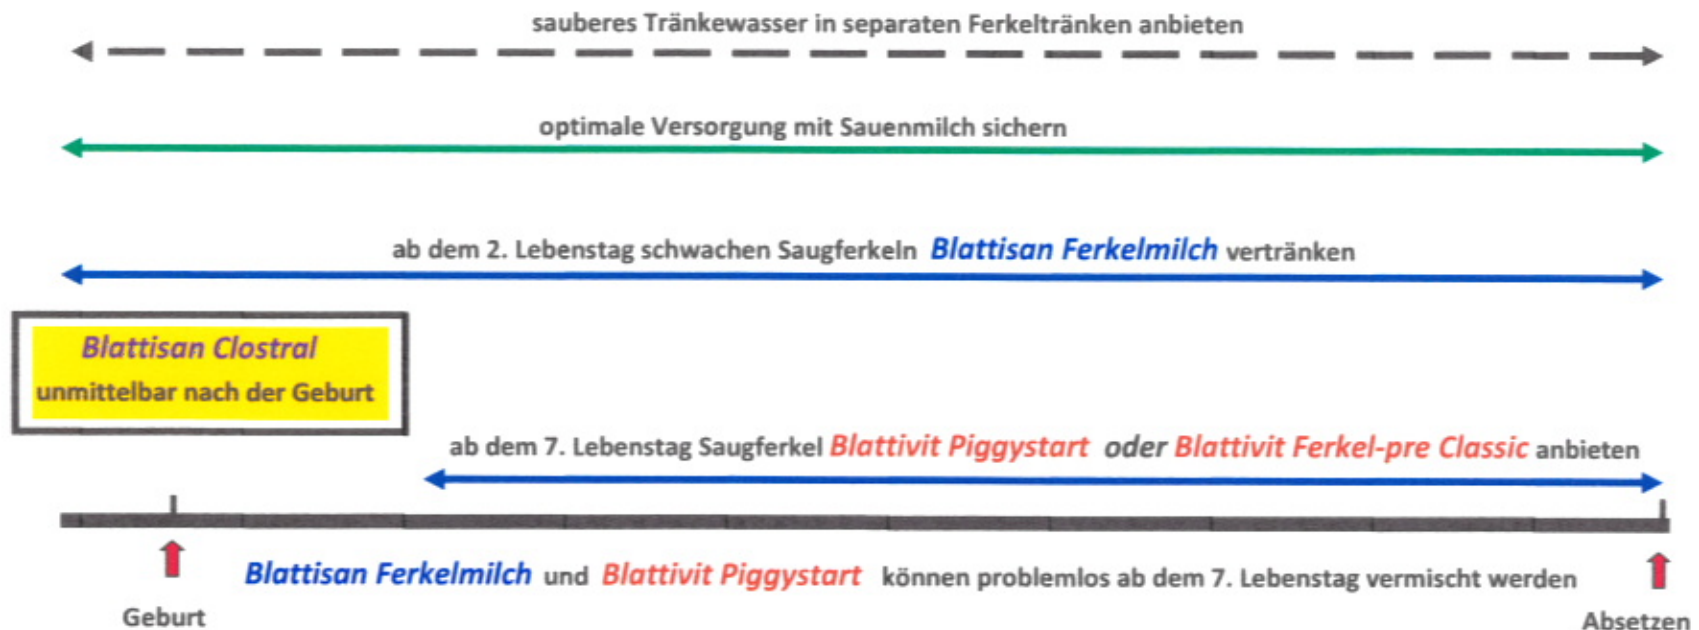 sauberes Tränkewasser in separaten Ferkeltränken anbieten
optimale Versorgung mit Sauenmilch sichern
ab dem 2. Lebenstag schwachen Saugferkeln Blattisan Ferkelmilch vertränken
Blattisan Clostral
unmittelbar nach der Geburt
ab dem 7. Lebenstag Saugferkel Blattivit Piggystart oder Blattivit Ferkel-pre Classic anbieten
Blattisan Ferkelmilch und Blattivit Piggystart können problemlos ab dem 7. Lebenstag vermischt werden
Geburt
Absetzen